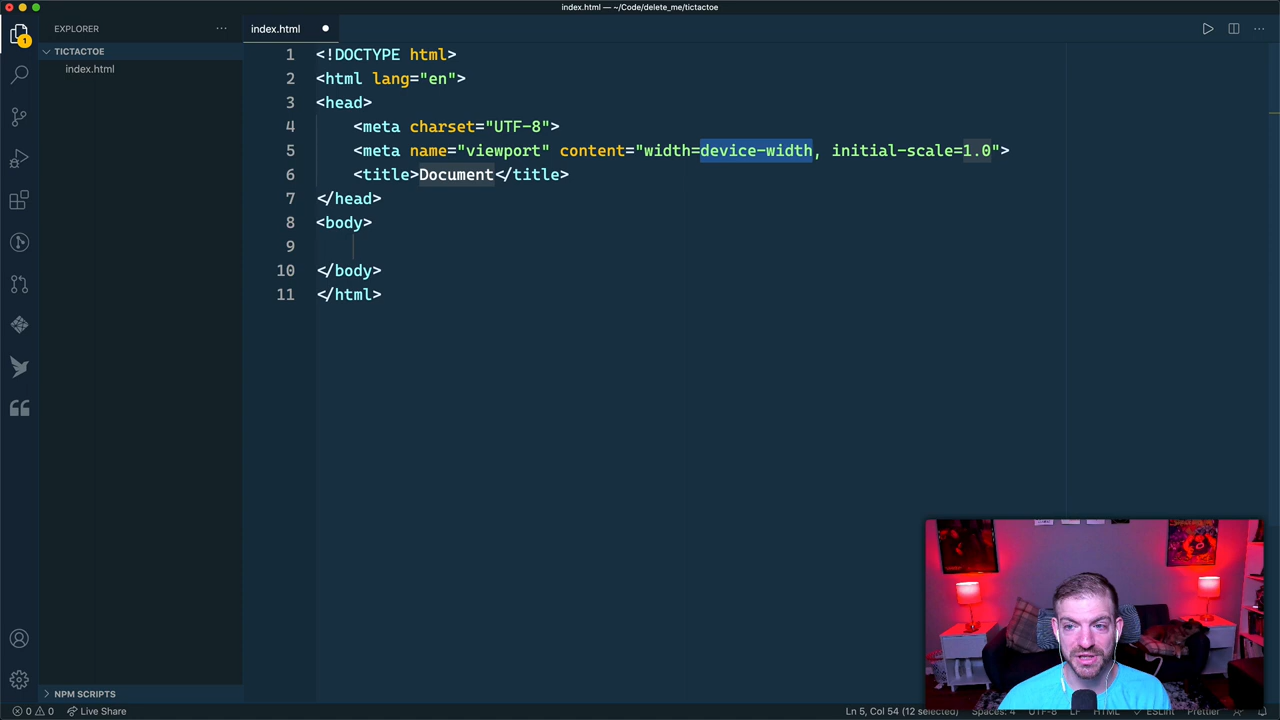 index.html — ~/Code/delete_me/tictactoe
EXPLORER
index.html
TICTACTOE
index.html
1
1 <!DOCTYPE html>
2 <html lang="en">
3 <head>
4 <meta charset="UTF-8">
5 <meta name="viewport" content="width=device-width, initial-scale=1.0">
6 <title>Document</title>
7 </head>
8 <body>
9
10 </body>
11 </html>
NPM SCRIPTS
0 0 Live Share
Ln 5, Col 54 (12 selected) Spaces: 4 UTF-8 LF HTML ESLint Prettier